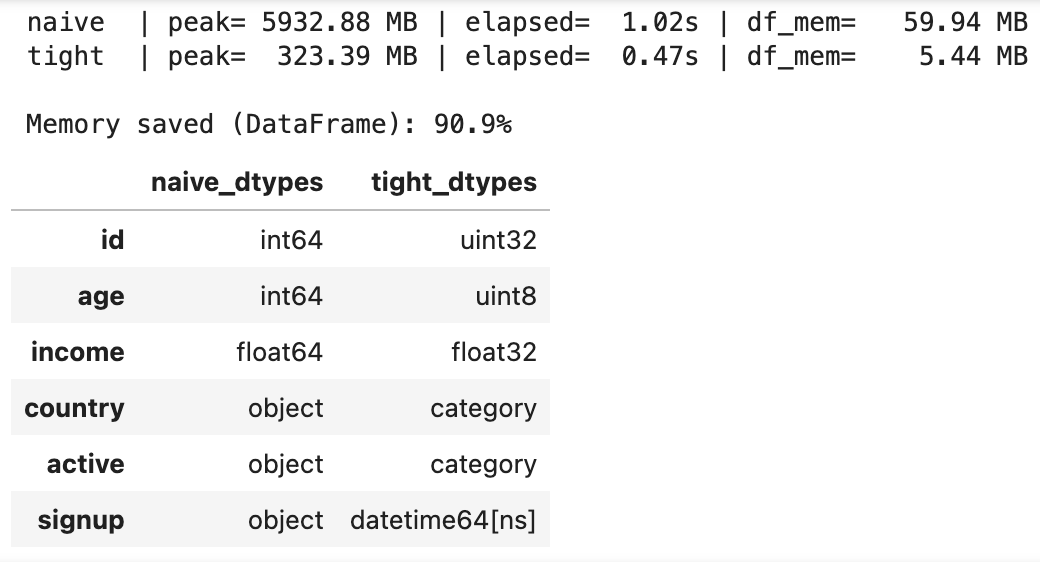 naive  | peak= 5932.88 MB | elapsed=  1.02s | df_mem=   59.94 MB
tight  | peak=  323.39 MB | elapsed=  0.47s | df_mem=    5.44 MB
Memory saved (DataFrame): 90.9%
naive_dtypes tight_dtypes
id int64 uint32
age int64 uint8
income float64 float32
country object category
active object category
signup object datetime64[ns]